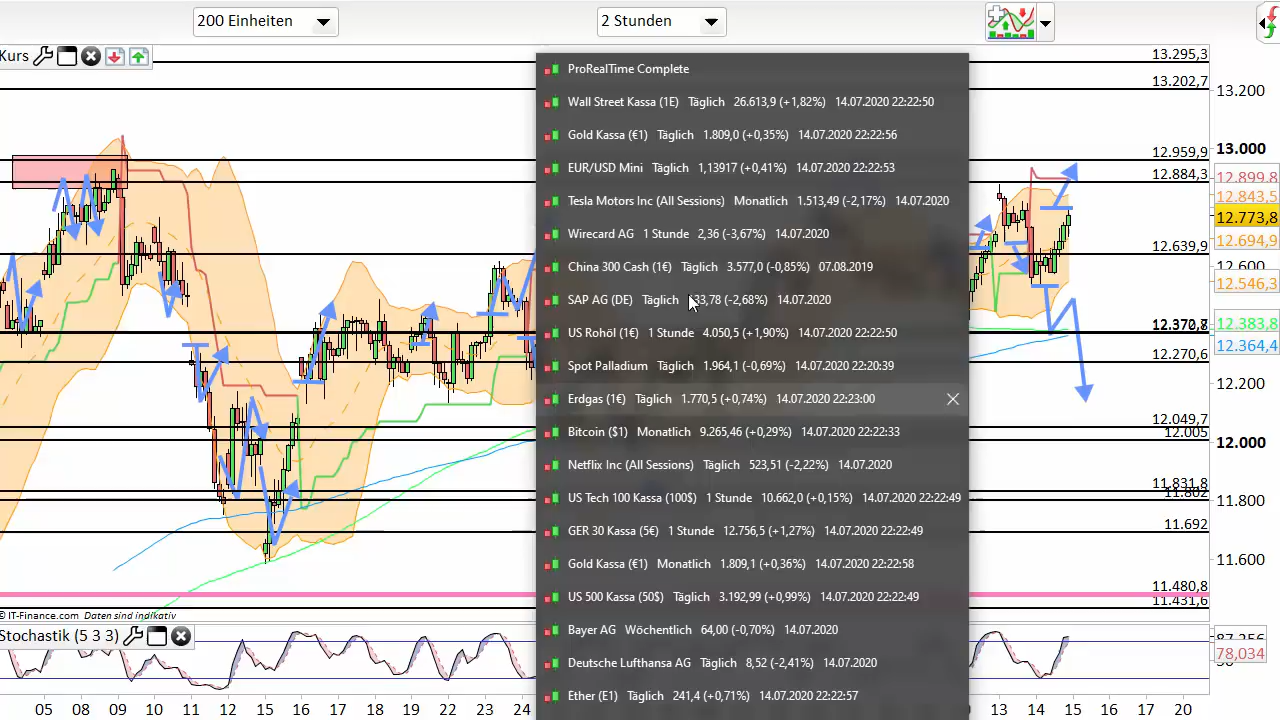 200 Einheiten
2 Stunden
Kurs
ProRealTime Complete
Wall Street Kassa (1E) Täglich 26.613,9 (+1,82%) 14.07.2020 22:22:50
Gold Kassa (€1) Täglich 1.809,0 (+0,35%) 14.07.2020 22:22:56
EUR/USD Mini Täglich 1,13917 (+0,41%) 14.07.2020 22:22:53
Tesla Motors Inc (All Sessions) Monatlich 1.513,49 (-2,17%) 14.07.2020
Wirecard AG 1 Stunde 2,36 (-3,67%) 14.07.2020
China 300 Cash (1€) Täglich 3.577,0 (-0,85%) 07.08.2019
SAP AG (DE) Täglich 33,78 (-2,68%) 14.07.2020
US Rohöl (1€) 1 Stunde 4.050,5 (+1,90%) 14.07.2020 22:22:50
Spot Palladium Täglich 1.964,1 (-0,69%) 14.07.2020 22:20:39
Erdgas (1€) Täglich 1.770,5 (+0,74%) 14.07.2020 22:23:00
Bitcoin ($1) Monatlich 9.265,46 (+0,29%) 14.07.2020 22:22:33
Netflix Inc (All Sessions) Täglich 523,51 (-2,22%) 14.07.2020
US Tech 100 Kassa (100$) 1 Stunde 10.662,0 (+0,15%) 14.07.2020 22:22:49
GER 30 Kassa (5€) 1 Stunde 12.756,5 (+1,27%) 14.07.2020 22:22:49
Gold Kassa (€1) Monatlich 1.809,1 (+0,36%) 14.07.2020 22:22:58
US 500 Kassa (50$) Täglich 3.192,99 (+0,99%) 14.07.2020 22:22:49
Bayer AG Wöchentlich 64,00 (-0,70%) 14.07.2020
Deutsche Lufthansa AG Täglich 8,52 (-2,41%) 14.07.2020
Ether (E1) Täglich 241,4 (+0,71%) 14.07.2020 22:22:57
13.295,3
13.202,7
12.959,9
12.884,3
12.639,9
12.270,6
12.049,7
12.005
11.831,8
11.802
11.692
11.480,8
11.431,6
13.200
13.000
12.899,8
12.843,5
12.773,8
12.694,9
12.600
12.546,3
12.383,8
12.364,4
12.200
12.000
11.800
11.600
© IT-Finance.com Daten sind indikativ
Stochastik (5 3 3)
87,256
78,034
05 08 09 10 11 12 15 16 17 18 19 22 23 24 13 14 15 16 17 20